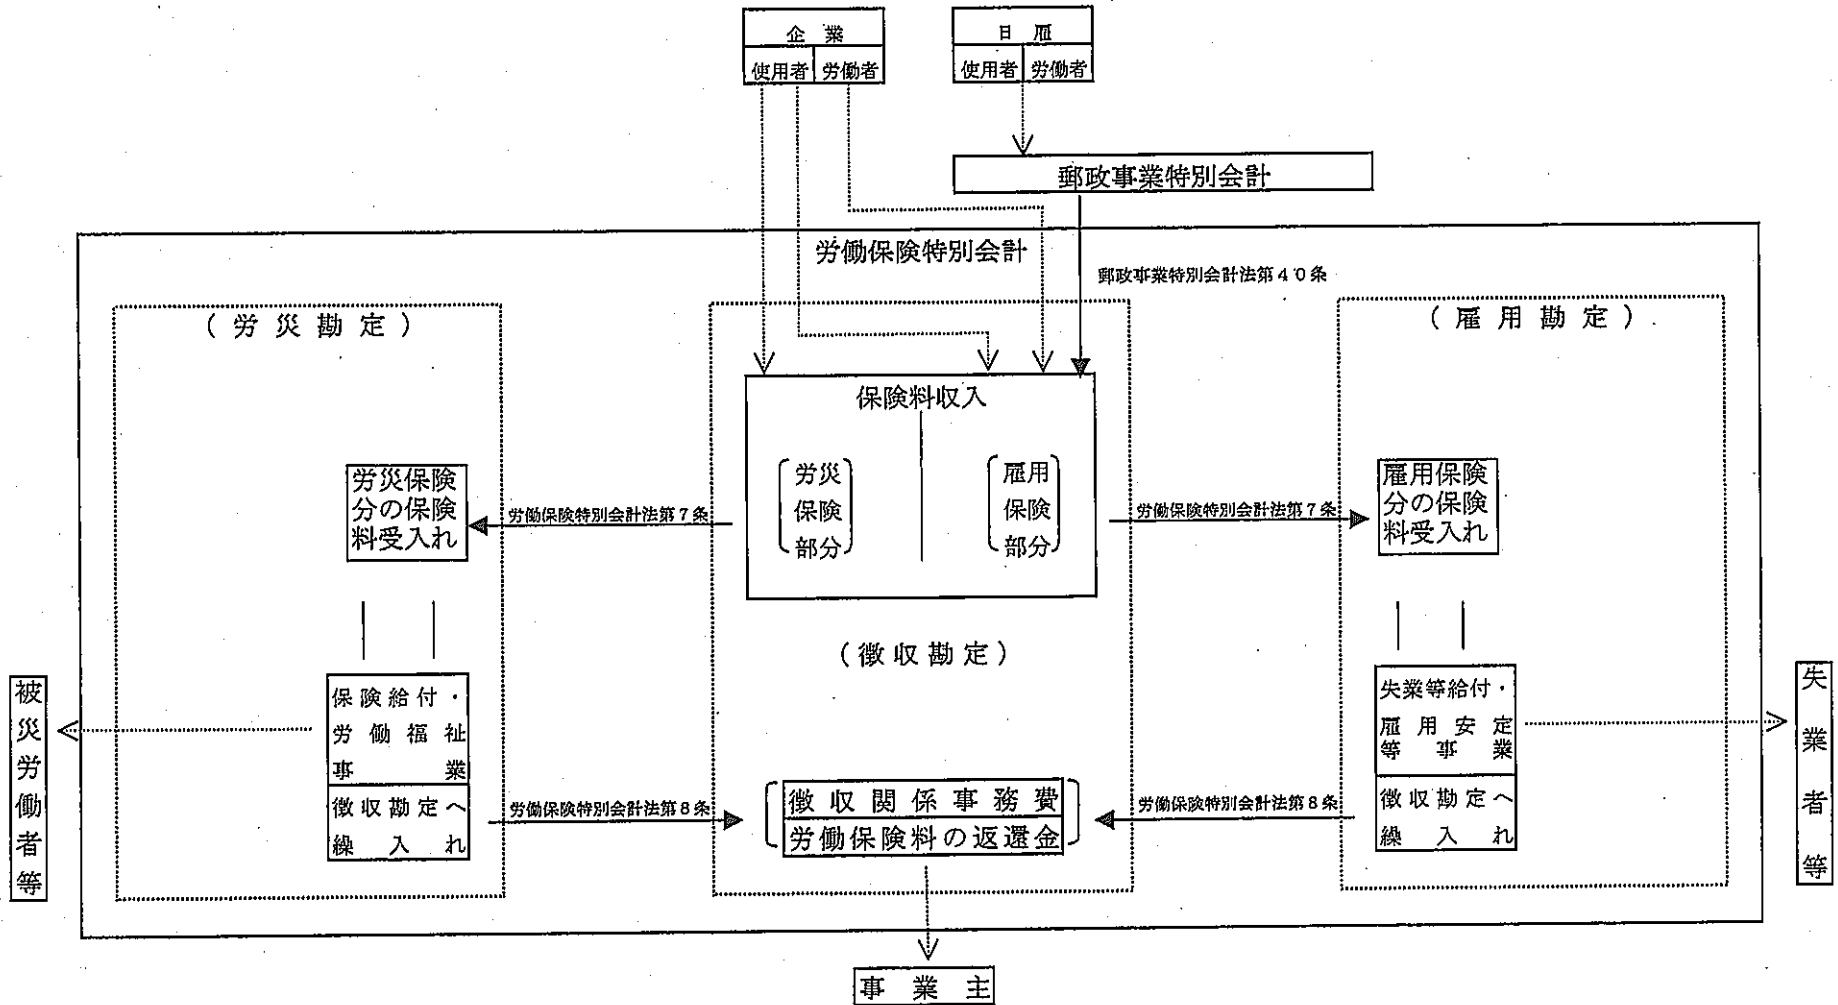 企業
使用者 労働者
日雇
使用者 労働者
郵政事業特別会計
労働保険特別会計
郵政事業特別会計法第40条
(労災勘定)
(雇用勘定)
保険料収入
労災
保険
部分
雇用
保険
部分
労災保険
分の保険
料受入れ
労働保険特別会計法第7条
労働保険特別会計法第7条
雇用保険
分の保険
料受入れ
(徴収勘定)
被災労働者等
保険給付・
労働福祉
事業
徴収勘定へ
繰入れ
労働保険特別会計法第8条
徴収関係事務費
労働保険料の返還金
労働保険特別会計法第8条
失業等給付・
雇用安定
等事業
徴収勘定へ
繰入れ
失業者等
事業主